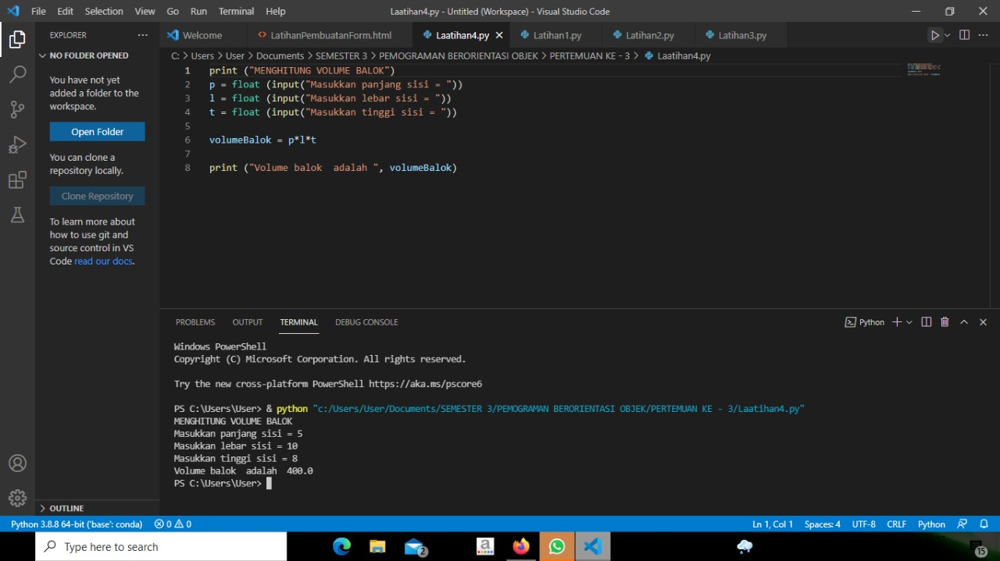 File Edit Selection View Go Run Terminal Help Laatihan4.py - Untitled (Workspace) - Visual Studio Code
EXPLORER
Welcome LatihanPembuatanForm.html Laatihan4.py Latihan1.py Latihan2.py Latihan3.py
NO FOLDER OPENED
You have not yet
added a folder to the
workspace.
Open Folder
You can clone a
repository locally.
Clone Repository
To learn more about
how to use git and
source control in VS
Code read our docs.
OUTLINE
C: > Users > User > Documents > SEMESTER 3 > PEMOGRAMAN BERORIENTASI OBJEK > PERTEMUAN KE - 3 > Laatihan4.py
1 print ("MENGHITUNG VOLUME BALOK")
2 p = float (input("Masukkan panjang sisi = "))
3 l = float (input("Masukkan lebar sisi = "))
4 t = float (input("Masukkan tinggi sisi = "))
5
6 volumeBalok = p*l*t
7
8 print ("Volume balok  adalah ", volumeBalok)
PROBLEMS OUTPUT TERMINAL DEBUG CONSOLE Python
Windows PowerShell
Copyright (C) Microsoft Corporation. All rights reserved.
Try the new cross-platform PowerShell https://aka.ms/pscore6
PS C:\Users\User> & python "c:/Users/User/Documents/SEMESTER 3/PEMOGRAMAN BERORIENTASI OBJEK/PERTEMUAN KE - 3/Laatihan4.py"
MENGHITUNG VOLUME BALOK
Masukkan panjang sisi = 5
Masukkan lebar sisi = 10
Masukkan tinggi sisi = 8
Volume balok  adalah  400.0
PS C:\Users\User>
Python 3.8.8 64-bit ('base': conda) 0 0 Ln 1, Col 1 Spaces: 4 UTF-8 CRLF Python
Type here to search 2 a 15